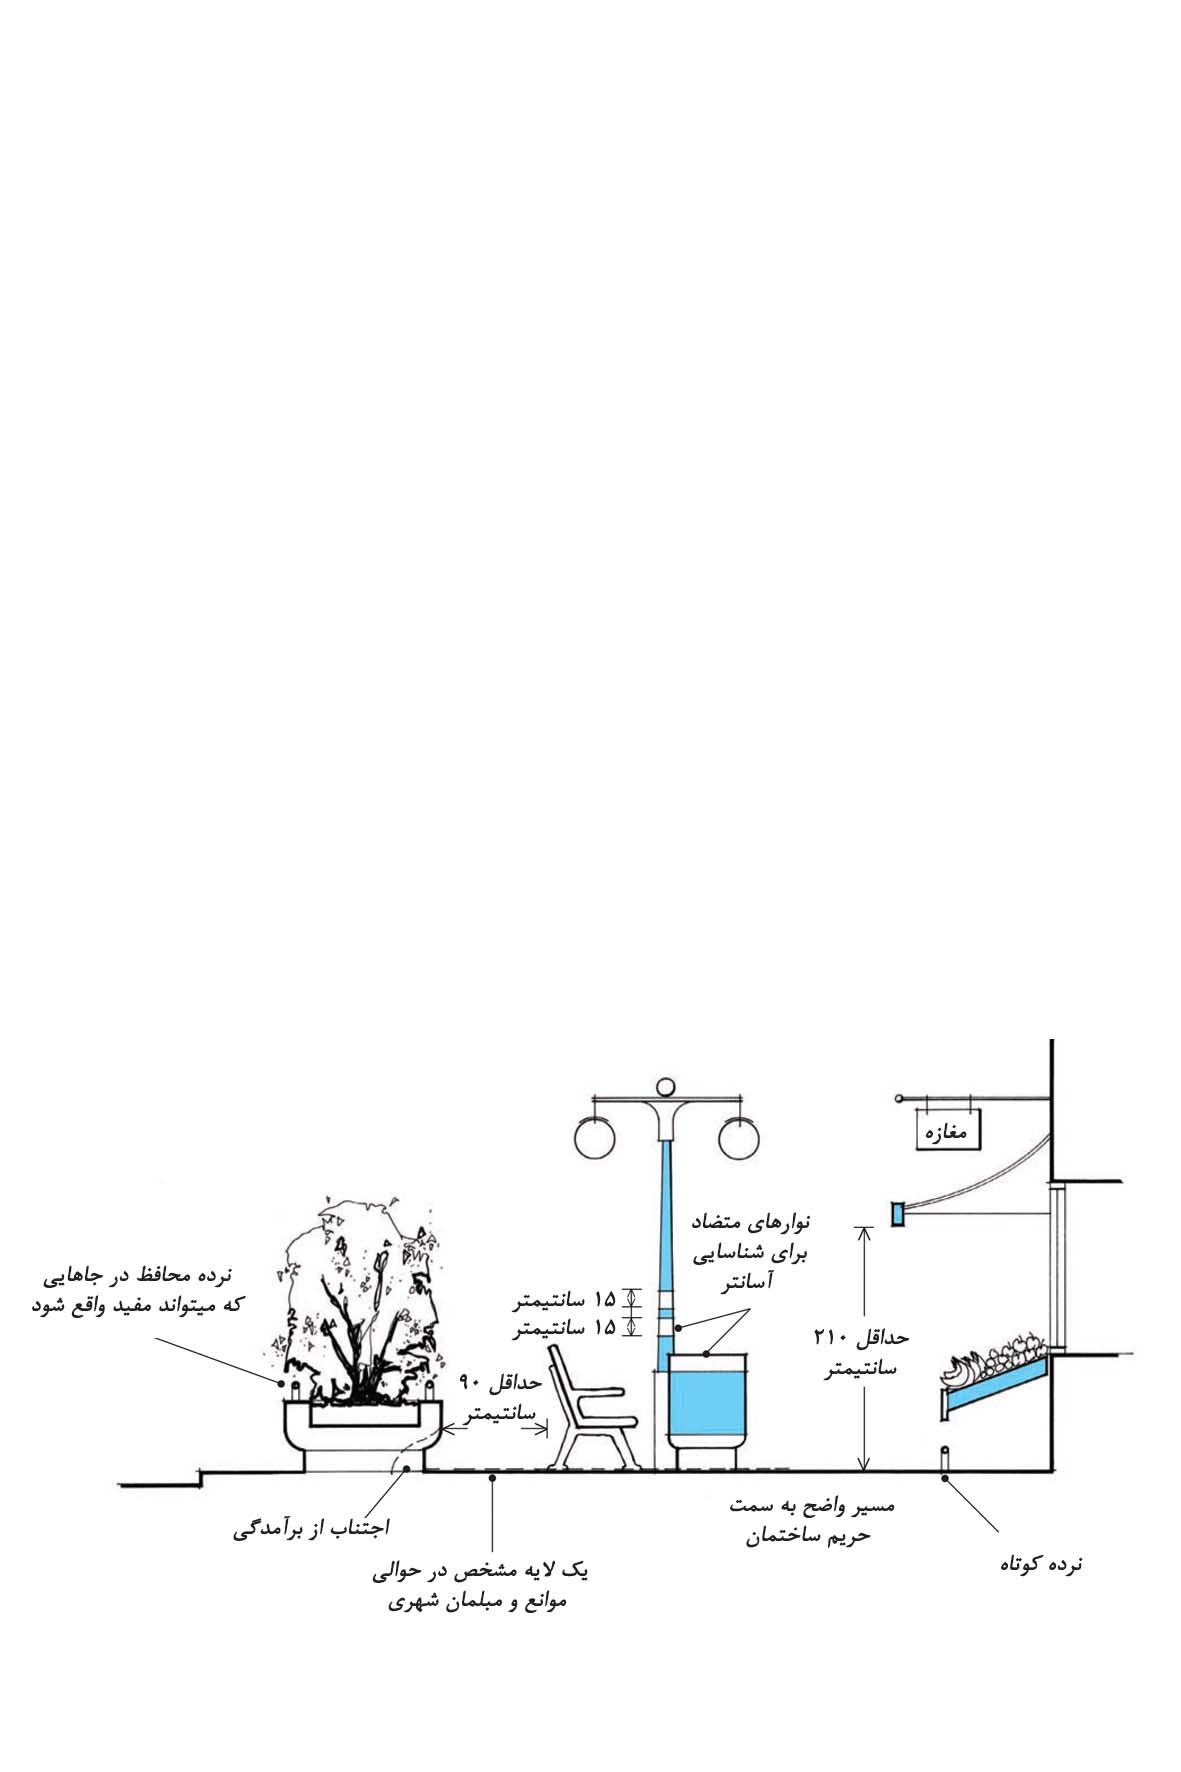 مغازه
نوارهای متضاد
برای شناسایی
آسانتر
نرده محافظ در جاهایی
که میتواند مفید واقع شود
۱۵ سانتیمتر
۱۵ سانتیمتر
حداقل ۲۱۰
سانتیمتر
حداقل ۹۰
سانتیمتر
مسیر واضح به سمت
حریم ساختمان
اجتناب از برآمدگی
نرده کوتاه
یک لایه مشخص در حوالی
موانع و مبلمان شهری